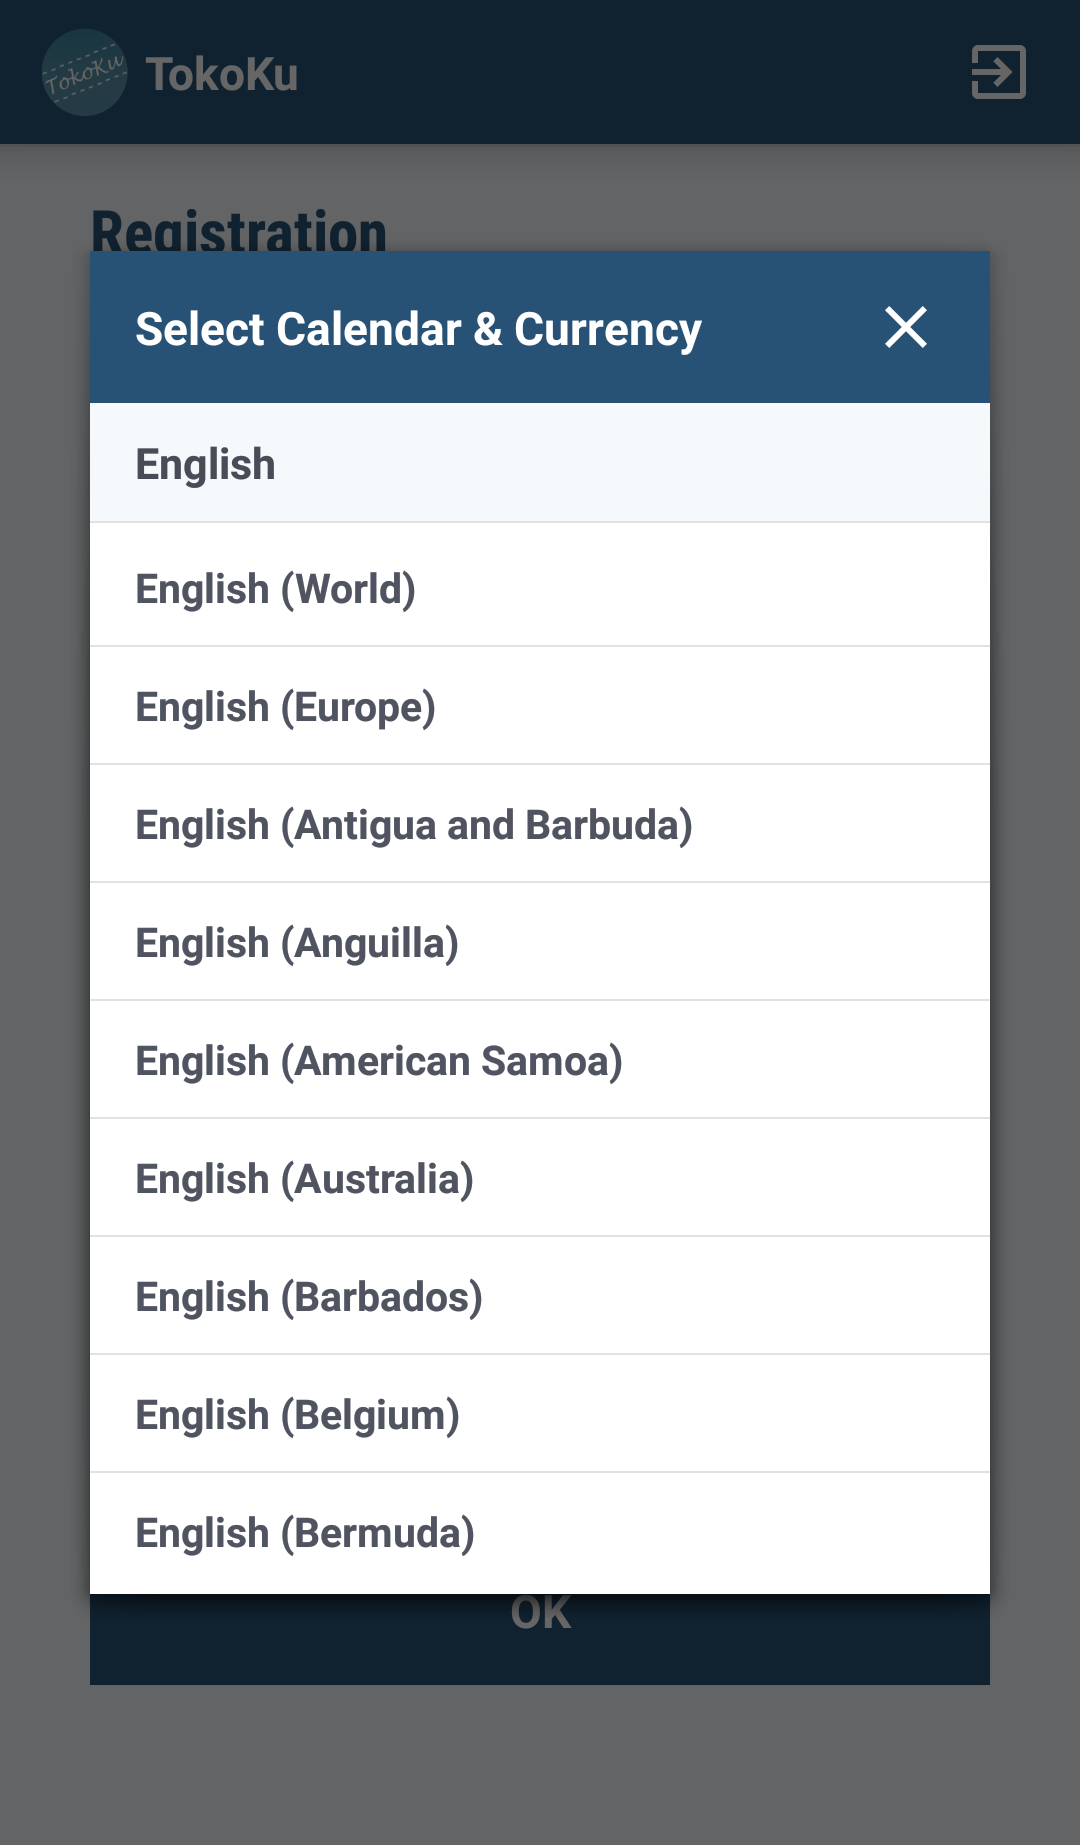 TokoKu
TokoKu
Registration
Select Calendar & Currency
English
English (World)
English (Europe)
English (Antigua and Barbuda)
English (Anguilla)
English (American Samoa)
English (Australia)
English (Barbados)
English (Belgium)
English (Bermuda)
OK